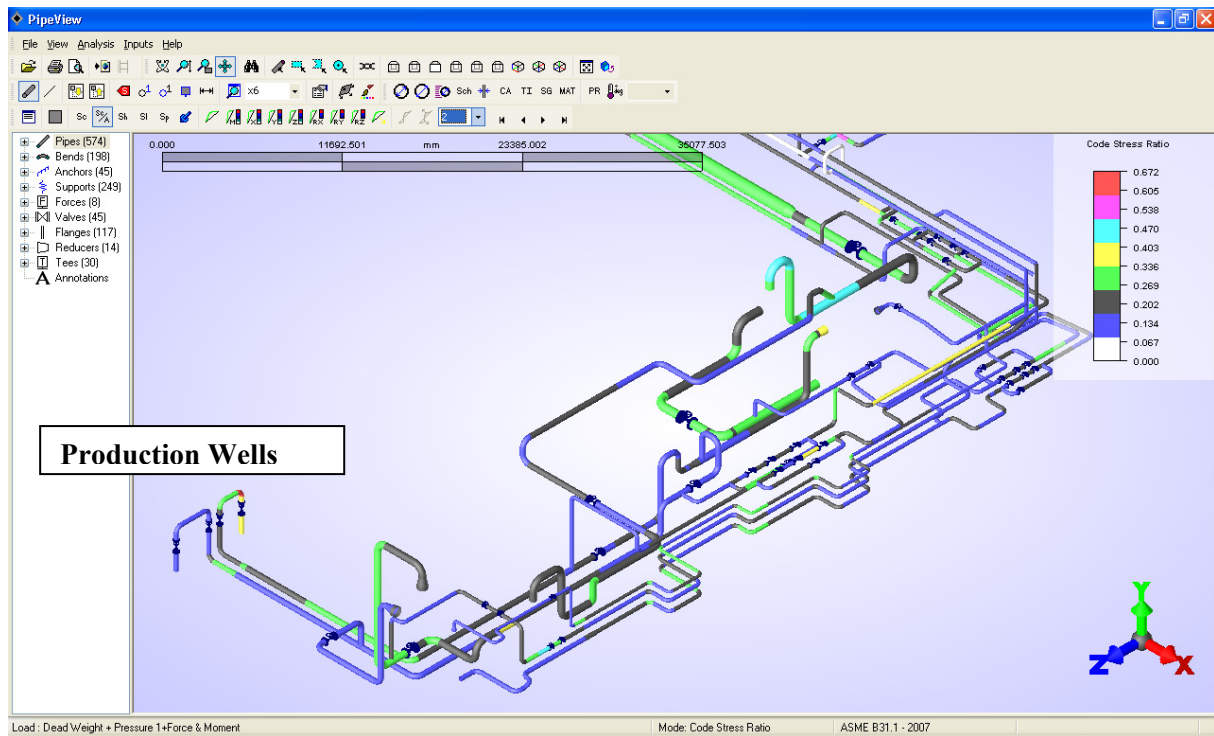 PipeView
File View Analysis Inputs Help
x6
Sch CA TI SG MAT PR
Sc Sc/A Sh Sl Sp 2
Pipes (574)
Bends (198)
Anchors (45)
Supports (249)
Forces (8)
Valves (45)
Flanges (117)
Reducers (14)
Tees (30)
A Annotations
0.000 11692.501 mm 23385.002 35077.503
Code Stress Ratio
0.672
0.605
0.538
0.470
0.403
0.336
0.269
0.202
0.134
0.067
0.000
Production Wells
Y
Z X
Load : Dead Weight + Pressure 1+Force & Moment Mode: Code Stress Ratio ASME B31.1 - 2007